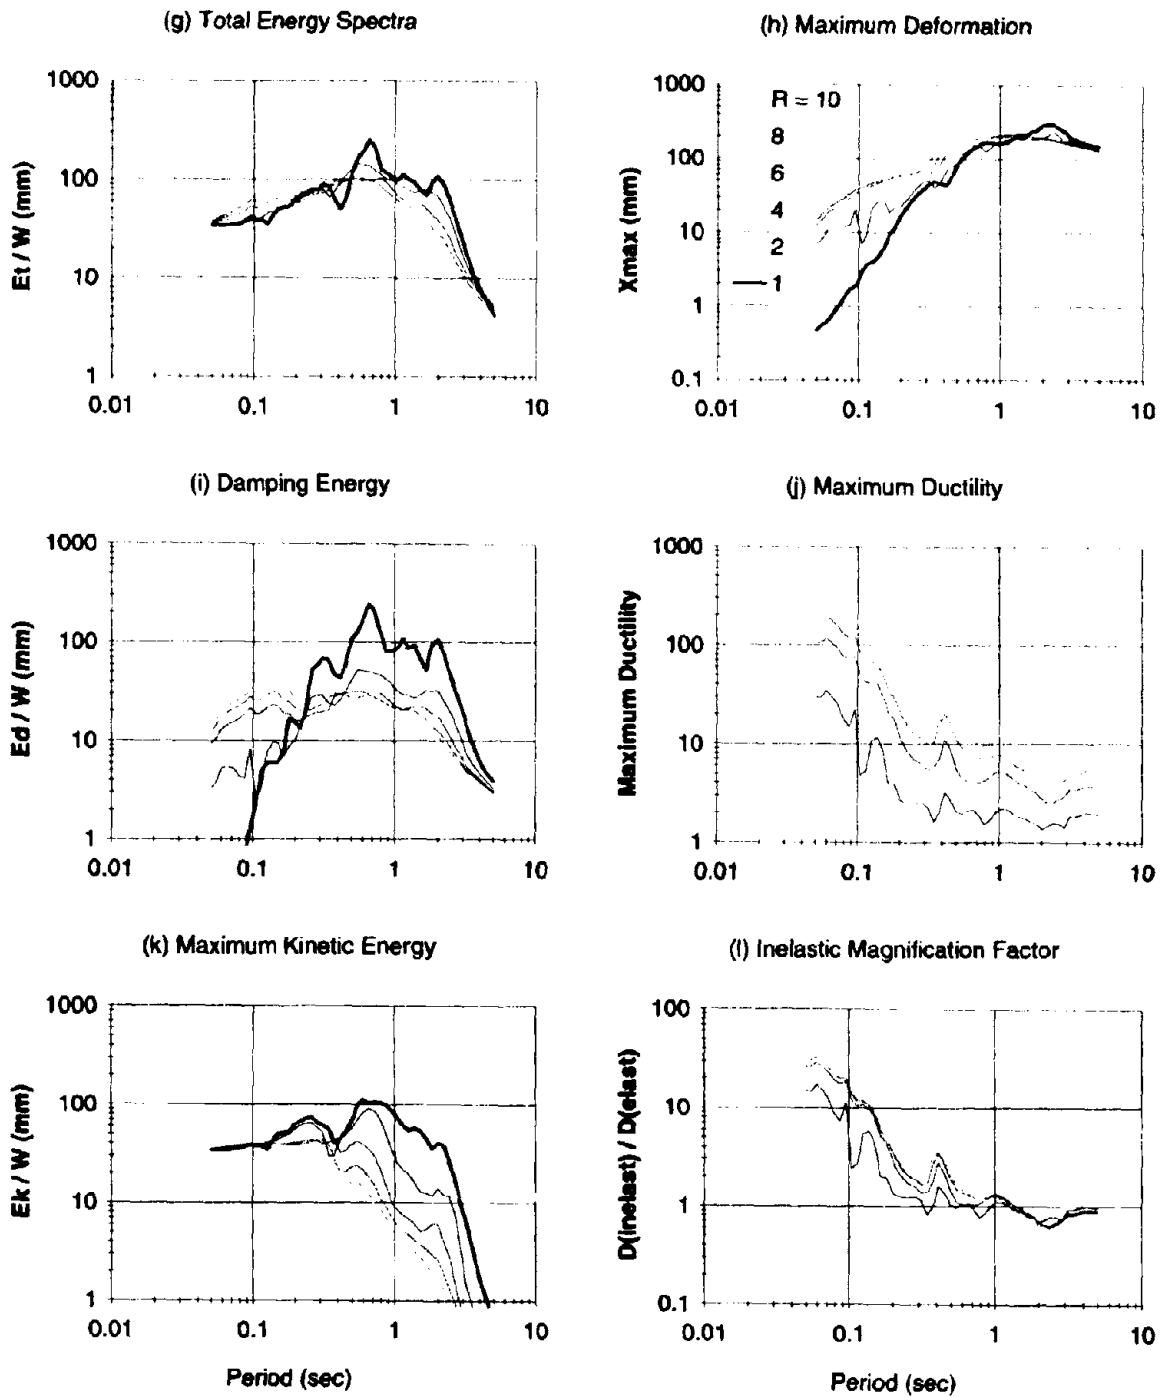 (g) Total Energy Spectra
1000
100
10
1
Et / W (mm)
0.01 0.1 1 10
(h) Maximum Deformation
1000
100
10
1
0.1
Xmax (mm)
R = 10
8
6
4
2
1
0.01 0.1 1 10
(i) Damping Energy
1000
100
10
1
Ed / W (mm)
0.01 0.1 1 10
(j) Maximum Ductility
1000
100
10
1
Maximum Ductility
0.01 0.1 1 10
(k) Maximum Kinetic Energy
1000
100
10
1
Ek / W (mm)
0.01 0.1 1 10
Period (sec)
(l) Inelastic Magnification Factor
100
10
1
0.1
D(inelast) / D(elast)
0.01 0.1 1 10
Period (sec)